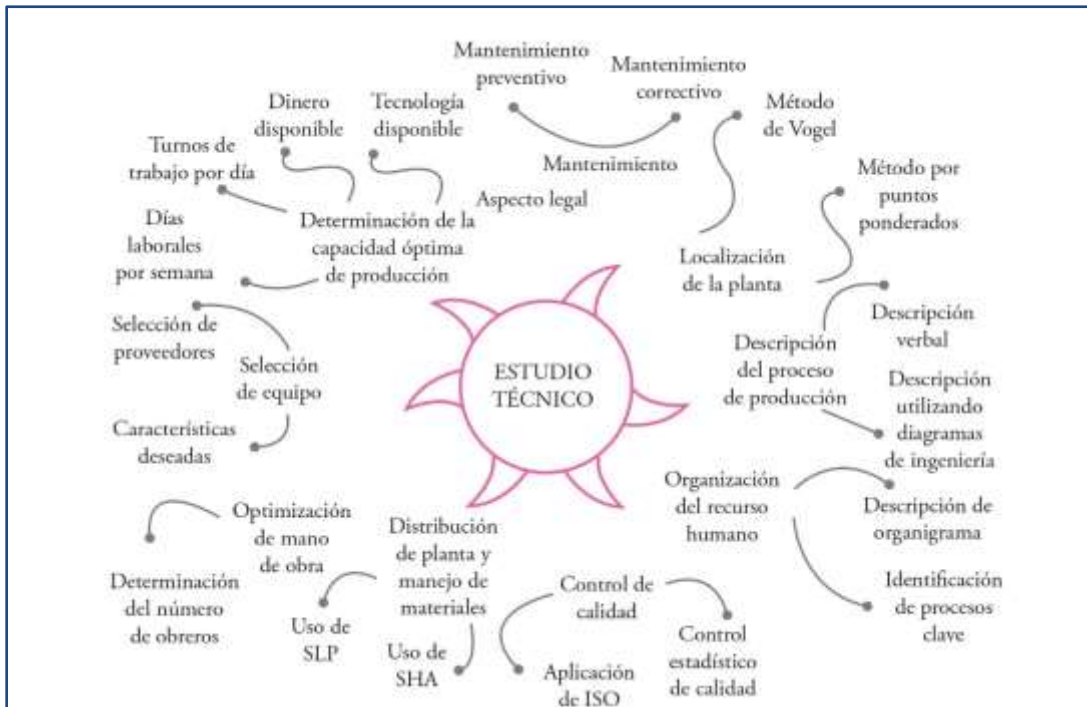 Mantenimiento
preventivo
Mantenimiento
correctivo
Mantenimiento
Dinero
disponible
Tecnología
disponible
Turnos de
trabajo por día
Días
laborales
por semana
Determinación de la
capacidad óptima
de producción
Aspecto legal
Método
de Vogel
Método por
puntos
ponderados
Localización
de la planta
Selección de
proveedores
Selección
de equipo
Características
deseadas
ESTUDIO
TÉCNICO
Descripción
del proceso
de producción
Descripción
verbal
Descripción
utilizando
diagramas
de ingeniería
Organización
del recurso
humano
Descripción de
organigrama
Identificación
de procesos
clave
Optimización
de mano
de obra
Determinación
del número
de obreros
Distribución
de planta y
manejo de
materiales
Uso de
SLP
Uso de
SHA
Control de
calidad
Aplicación
de ISO
Control
estadístico
de calidad